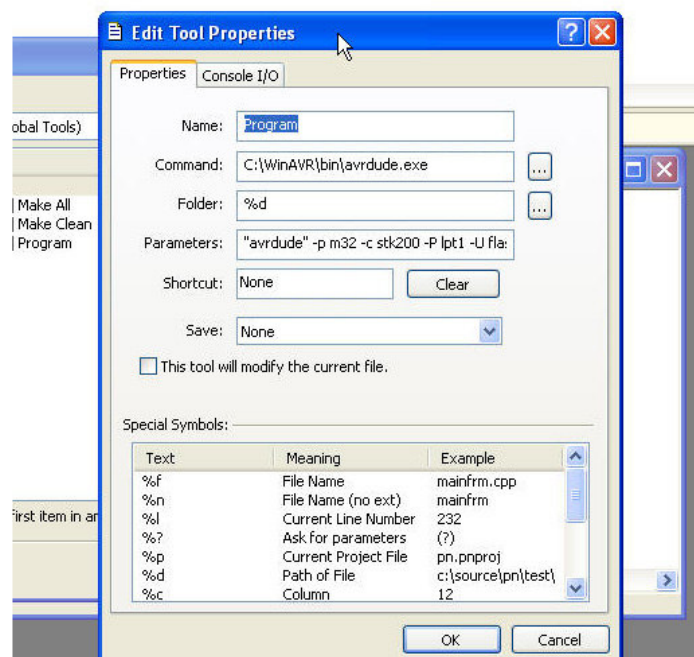 Edit Tool Properties
Properties Console I/O
obal Tools)
Name: Program
Command: C:\WinAVR\bin\avrdude.exe ...
Make All
Folder: %d ...
Make Clean
Program
Parameters: "avrdude" -p m32 -c stk200 -P lpt1 -U fla
Shortcut: None Clear
Save: None
This tool will modify the current file.
Special Symbols:
Text Meaning Example
%f File Name mainfrm.cpp
%n File Name (no ext) mainfrm
first item in ar
%l Current Line Number 232
%? Ask for parameters (?)
%p Current Project File pn.pnproj
%d Path of File c:\source\pn\test\
%c Column 12
OK Cancel